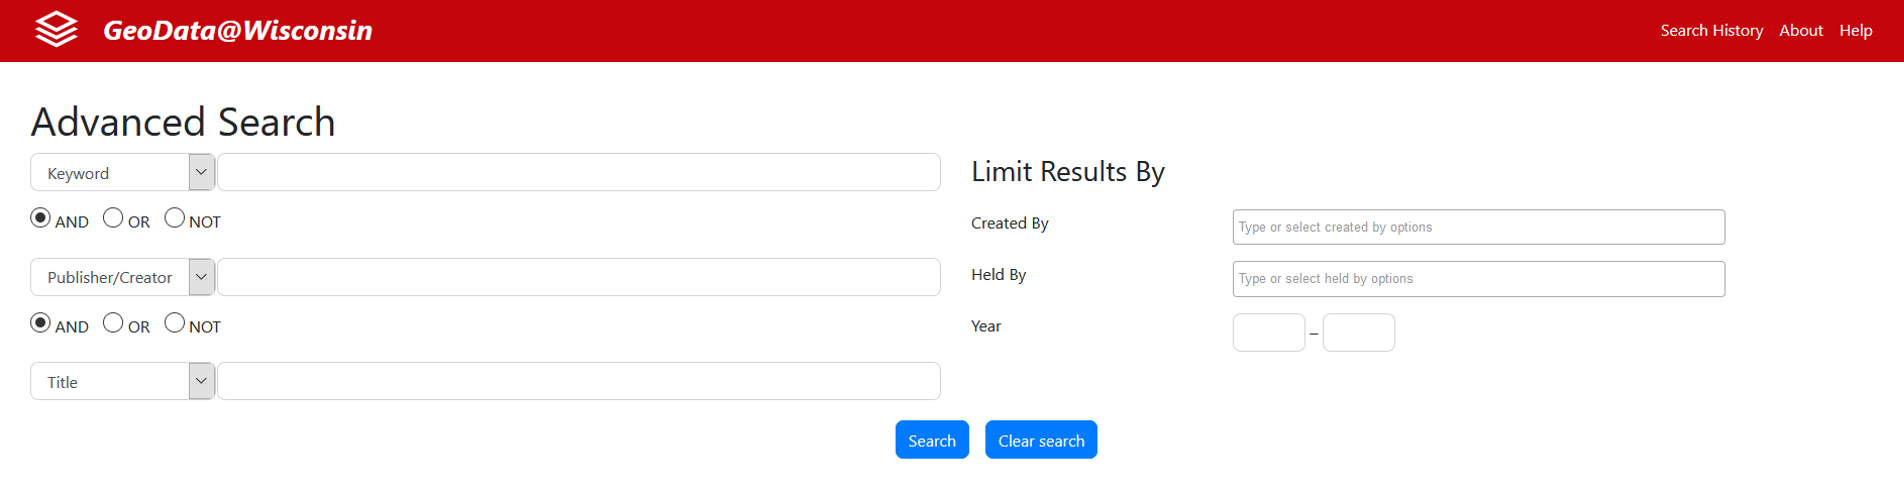 GeoData@Wisconsin
Search History About Help
Advanced Search
Keyword
AND OR NOT
Publisher/Creator
AND OR NOT
Title
Limit Results By
Created By Type or select created by options
Held By Type or select held by options
Year –
Search Clear search